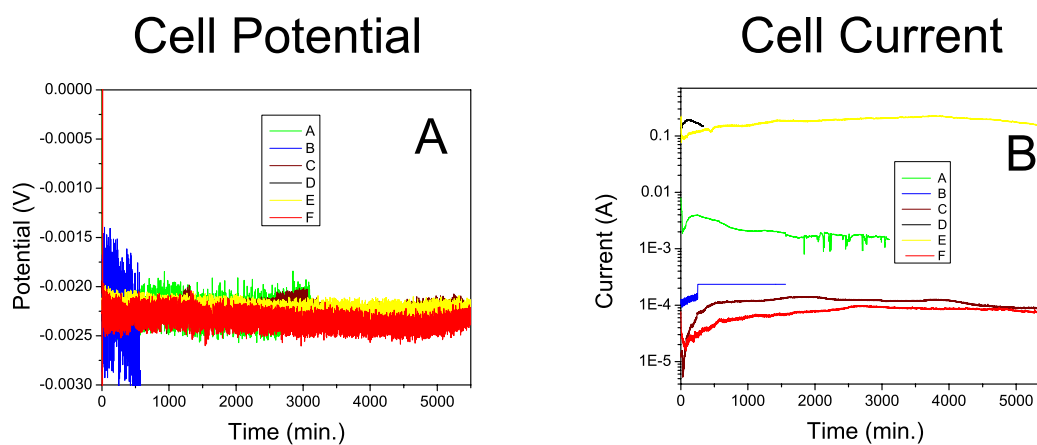 Cell Potential
Cell Current
0.0000
-0.0005
-0.0010
-0.0015
-0.0020
-0.0025
-0.0030
Potential (V)
A
B
C
D
E
F
A
0 1000 2000 3000 4000 5000
Time (min.)
0.1
0.01
1E-3
1E-4
1E-5
Current (A)
B
A
B
C
D
E
F
0 1000 2000 3000 4000 5000
Time (min.)